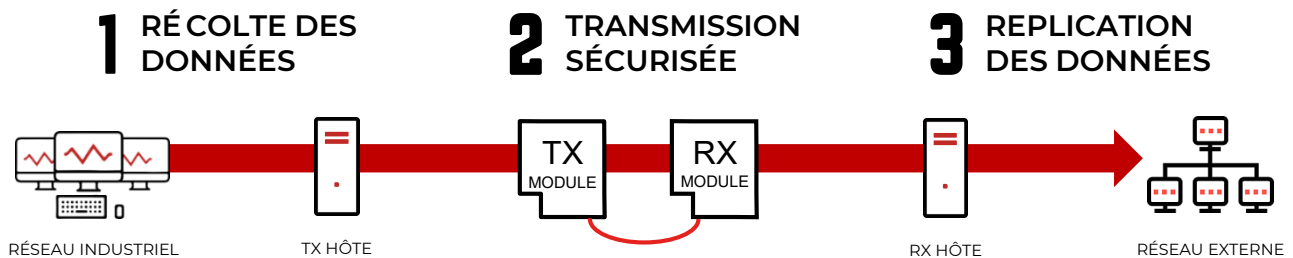 1 RÉ COLTE DES
DONNÉES
2 TRANSMISSION
SÉCURISÉE
3 REPLICATION
DES DONNÉES
TX
MODULE
RX
MODULE
RÉSEAU INDUSTRIEL
TX HÔTE
RX HÔTE
RÉSEAU EXTERNE